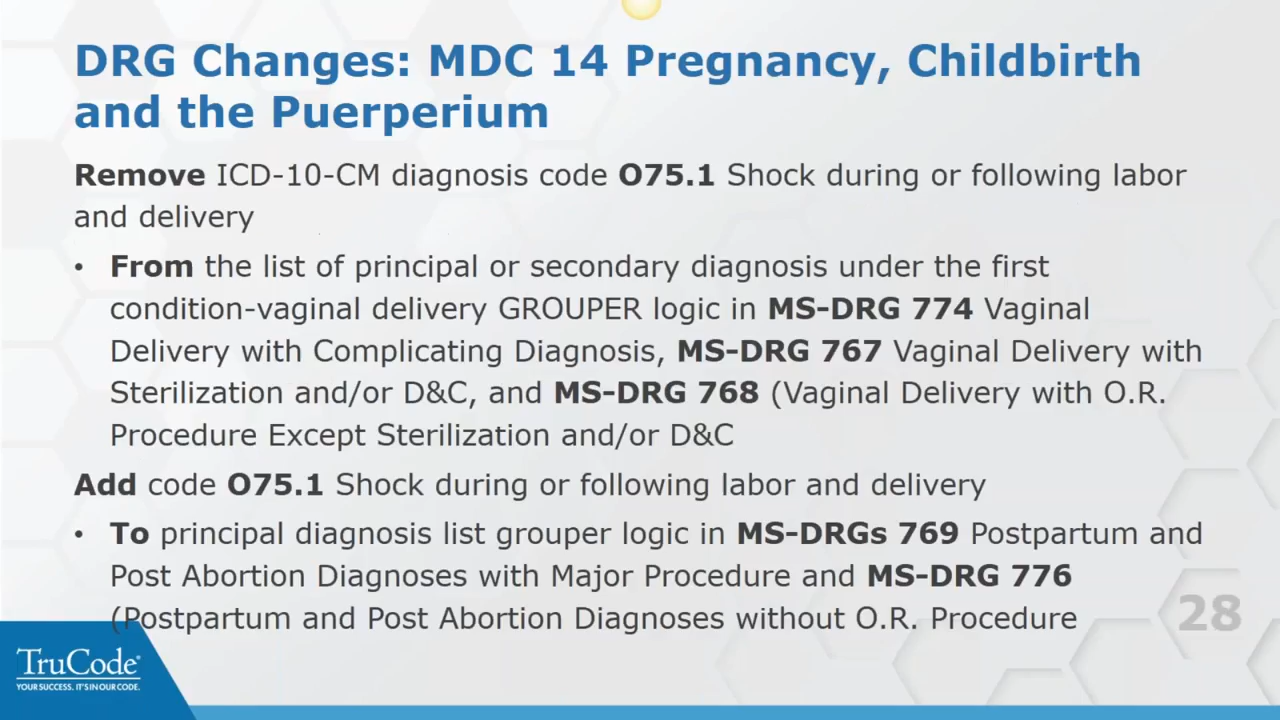 DRG Changes: MDC 14 Pregnancy, Childbirth
and the Puerperium
Remove ICD-10-CM diagnosis code O75.1 Shock during or following labor
and delivery
• From the list of principal or secondary diagnosis under the first
condition-vaginal delivery GROUPER logic in MS-DRG 774 Vaginal
Delivery with Complicating Diagnosis, MS-DRG 767 Vaginal Delivery with
Sterilization and/or D&C, and MS-DRG 768 (Vaginal Delivery with O.R.
Procedure Except Sterilization and/or D&C
Add code O75.1 Shock during or following labor and delivery
• To principal diagnosis list grouper logic in MS-DRGs 769 Postpartum and
Post Abortion Diagnoses with Major Procedure and MS-DRG 776
(Postpartum and Post Abortion Diagnoses without O.R. Procedure
28
TruCode®
YOUR SUCCESS. IT'S IN OUR CODE.